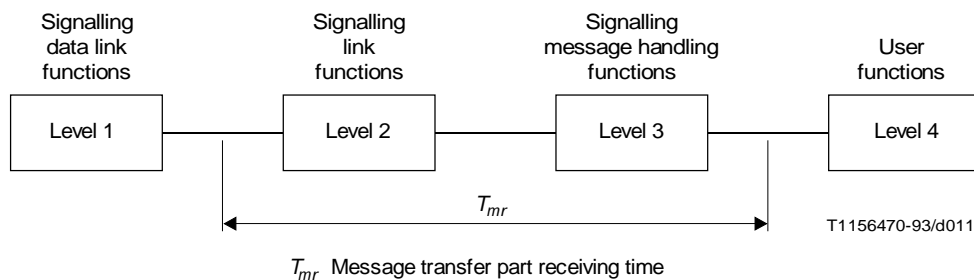 Signalling
data link
functions
Signalling
link
functions
Signalling
message handling
functions
User
functions
Level 1
Level 2
Level 3
Level 4
Tmr
T1156470-93/d011
Tmr Message transfer part receiving time